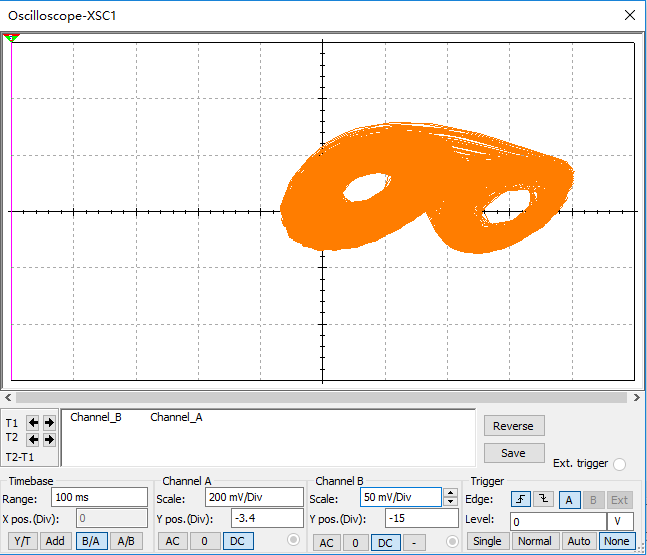 Oscilloscope-XSC1
T1
T2
T2-T1
Channel_B Channel_A
Reverse
Save
Ext. trigger
Timebase
Range: 100 ms
X pos.(Div): 0
Y/T Add B/A A/B
Channel A
Scale: 200 mV/Div
Y pos.(Div): -3.4
AC 0 DC
Channel B
Scale: 50 mV/Div
Y pos.(Div): -15
AC 0 DC -
Trigger
Edge: A B Ext
Level: 0 V
Single Normal Auto None